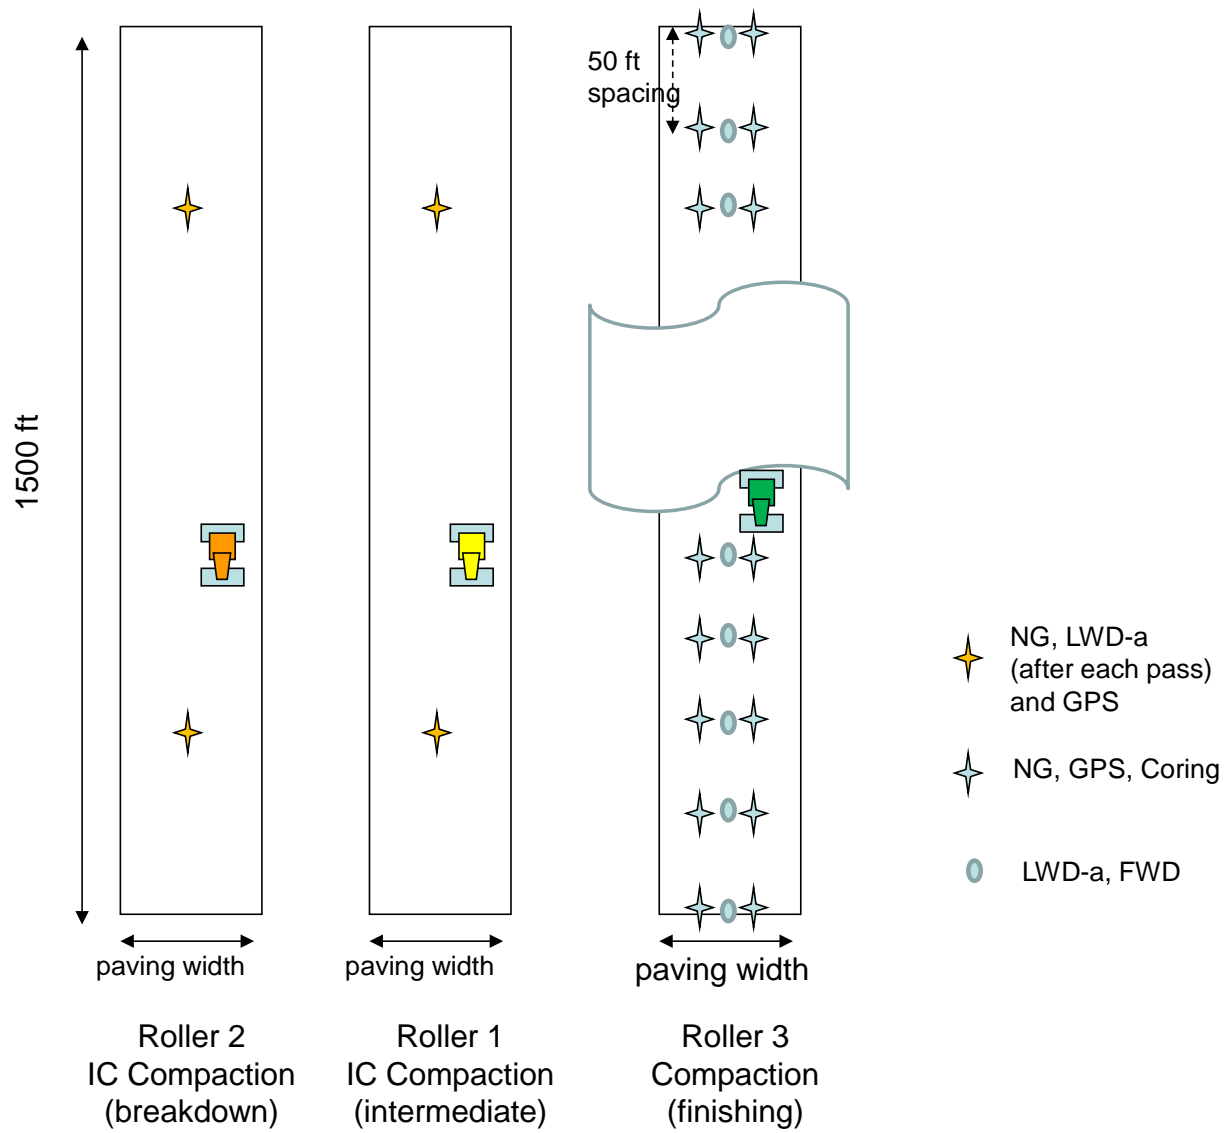 50 ft
spacing
1500 ft
NG, LWD-a
(after each pass)
and GPS
NG, GPS, Coring
LWD-a, FWD
paving width
paving width
paving width
Roller 2
IC Compaction
(breakdown)
Roller 1
IC Compaction
(intermediate)
Roller 3
Compaction
(finishing)